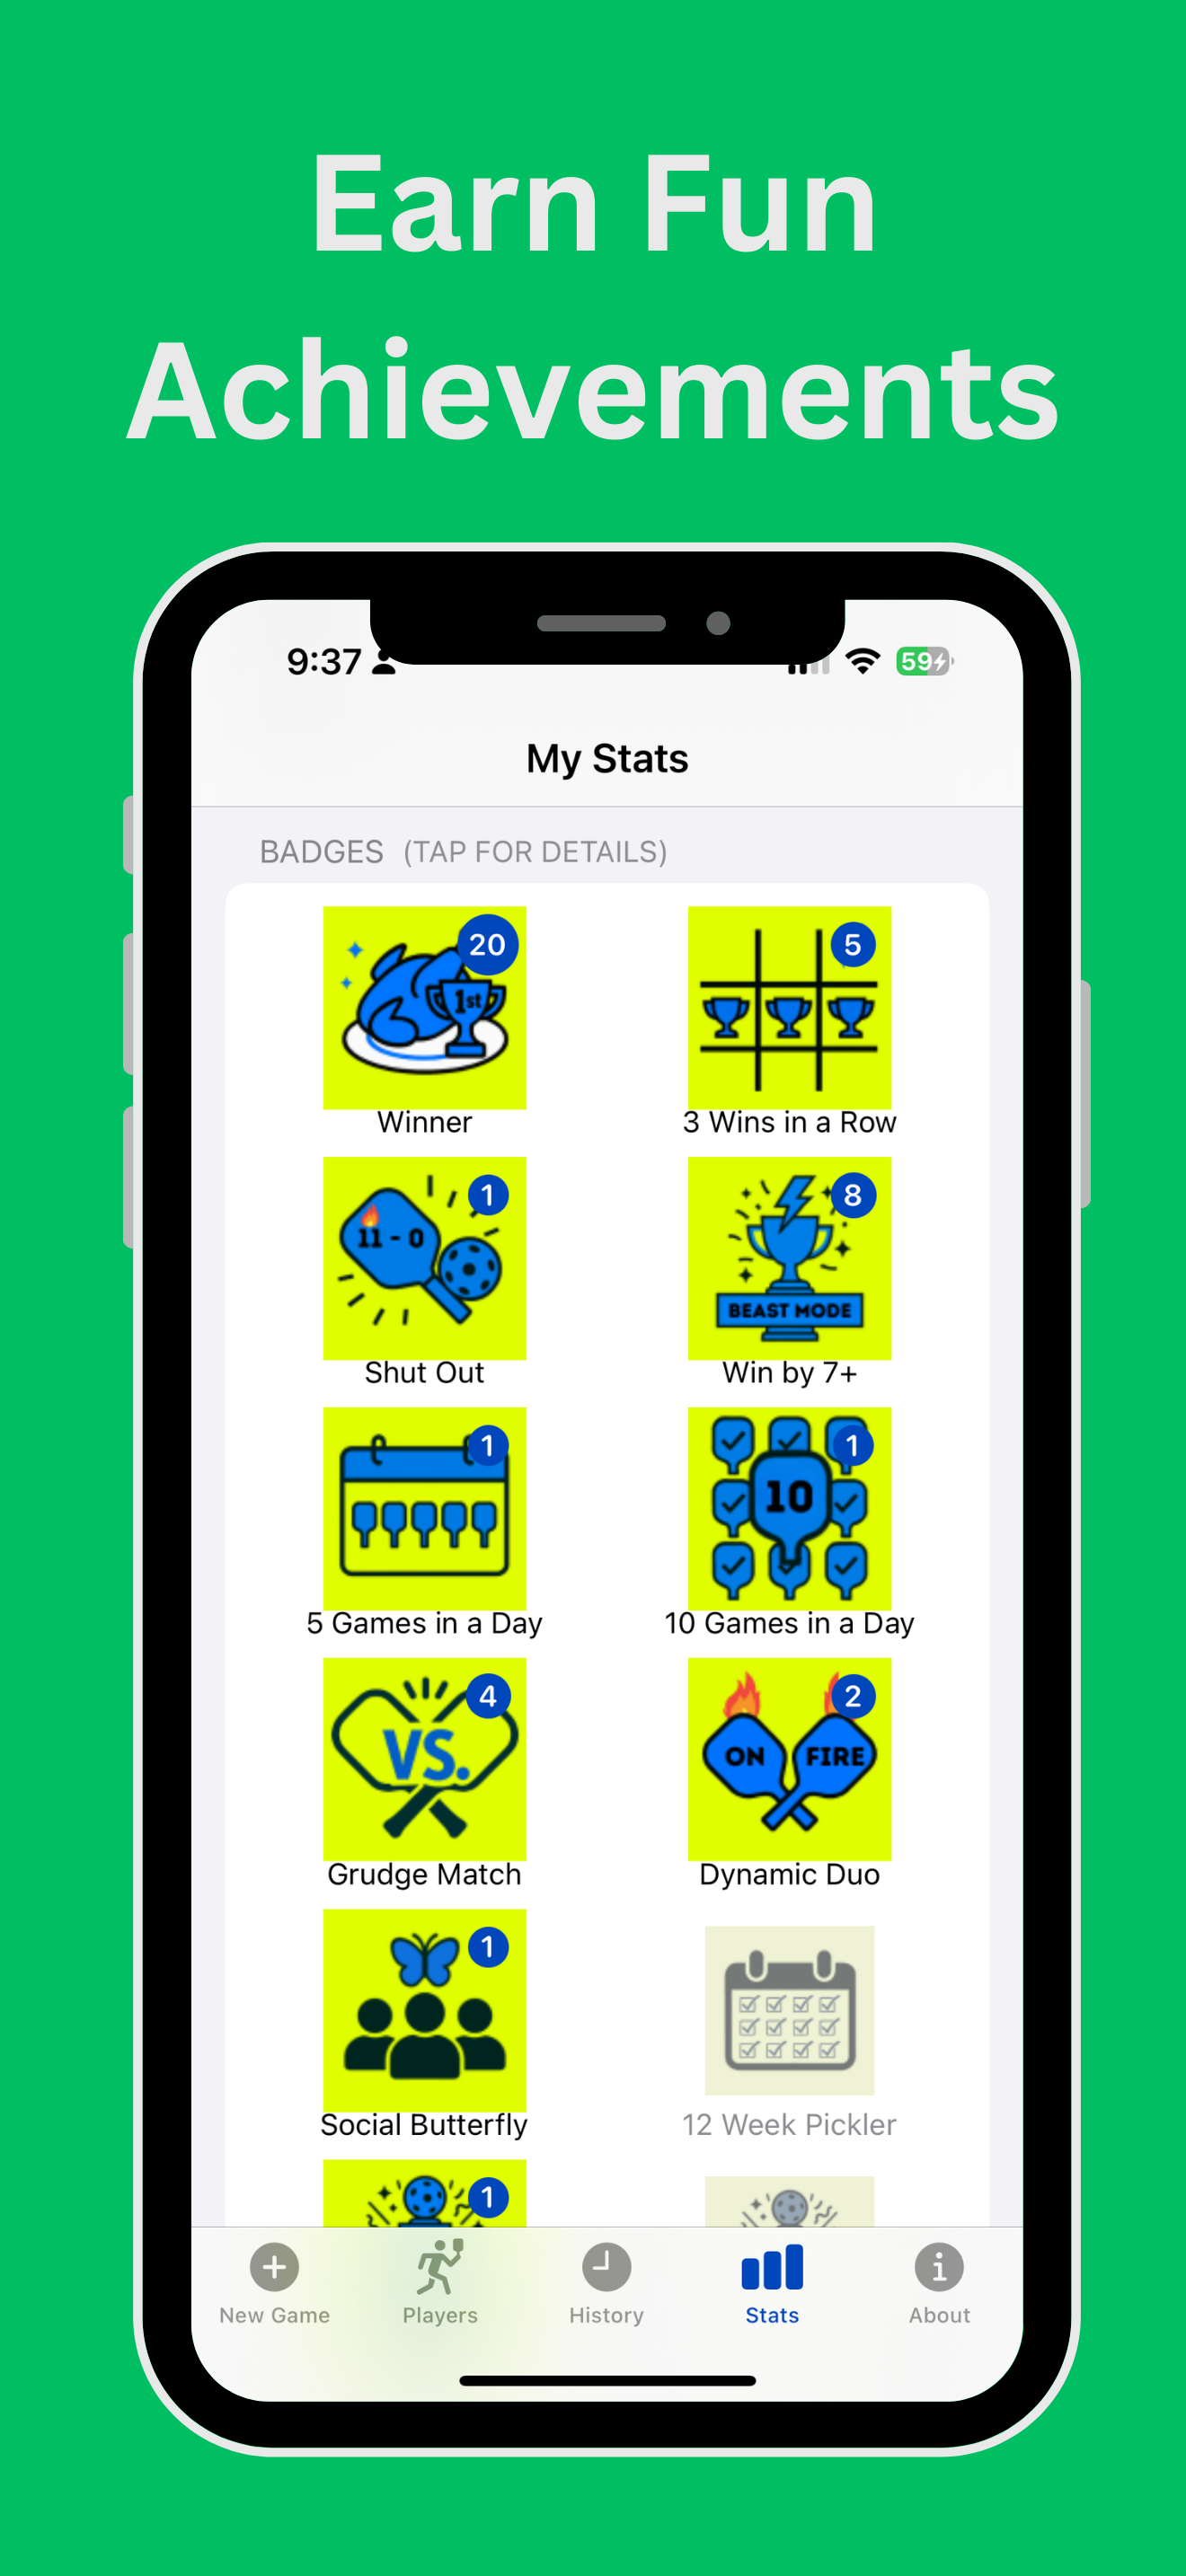 Earn Fun
Achievements
9:37
59
My Stats
BADGES (TAP FOR DETAILS)
20
1st
5
Winner
3 Wins in a Row
1
11 - 0
8
BEAST MODE
Shut Out
Win by 7+
1
1
10
5 Games in a Day
10 Games in a Day
4
VS.
2
ON FIRE
Grudge Match
Dynamic Duo
1
Social Butterfly
12 Week Pickler
1
New Game
Players
History
Stats
About